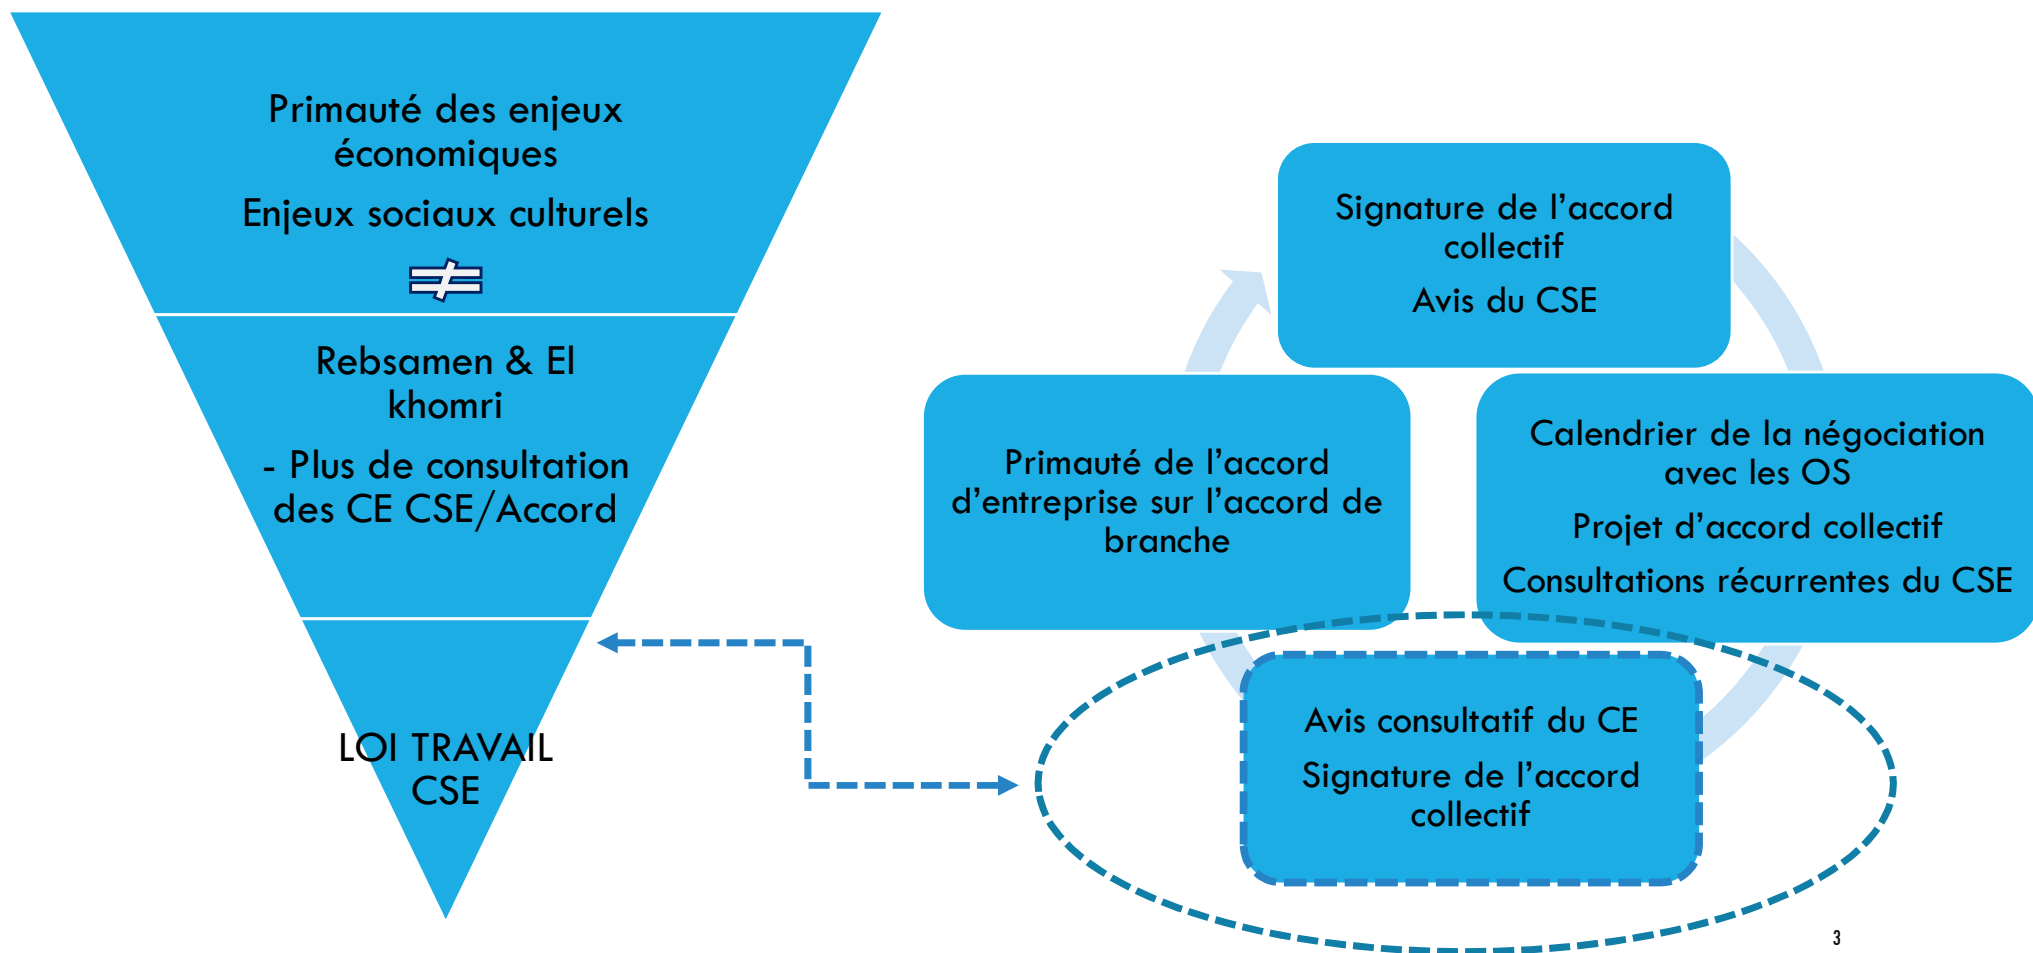 Primauté des enjeux
économiques
Enjeux sociaux culturels
≠
Rebsamen & El
khomri
- Plus de consultation
des CE CSE/Accord
LOI TRAVAIL
CSE
Signature de l’accord
collectif
Avis du CSE
Calendrier de la négociation
avec les OS
Projet d’accord collectif
Consultations récurrentes du CSE
Avis consultatif du CE
Signature de l’accord
collectif
Primauté de l’accord
d’entreprise sur l’accord de
branche
3